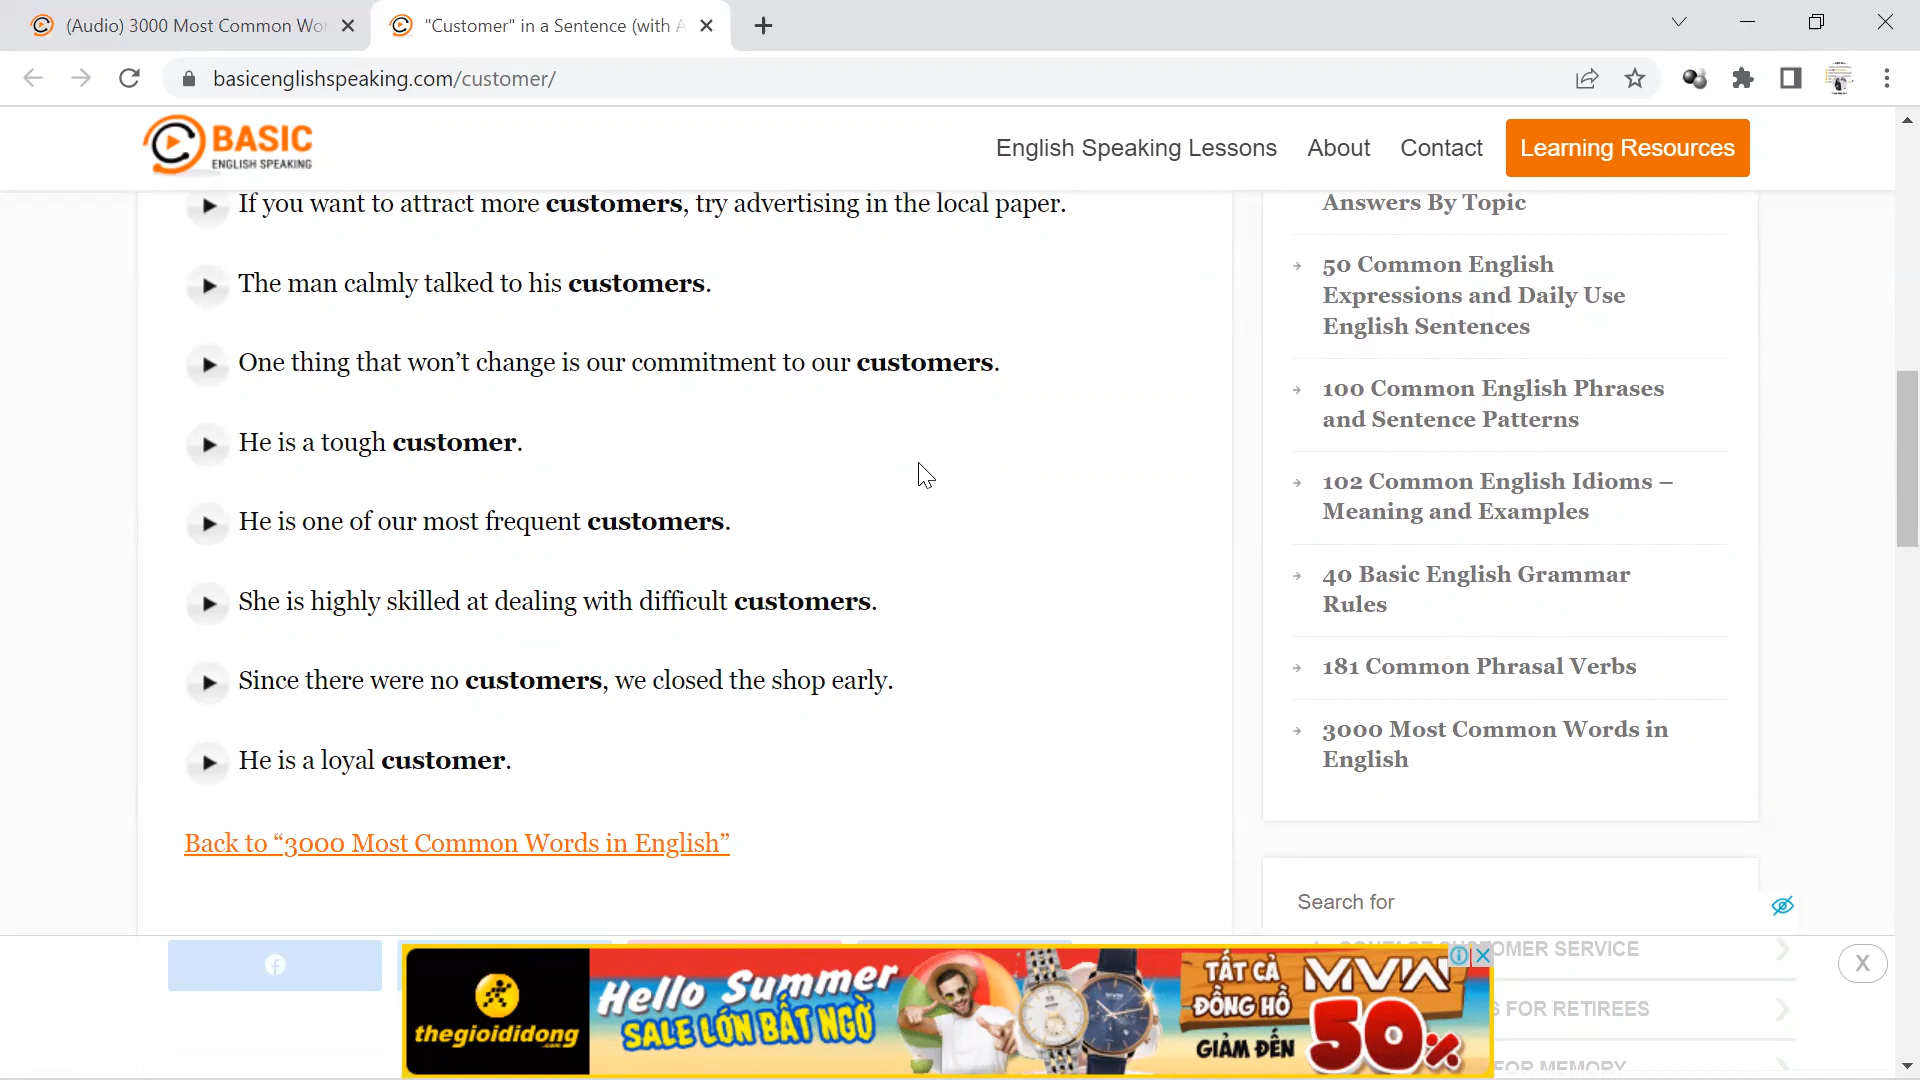 (Audio) 3000 Most Common Wo
"Customer" in a Sentence (with A
basicenglishspeaking.com/customer/
BASIC
ENGLISH SPEAKING
English Speaking Lessons
About
Contact
Learning Resources
If you want to attract more customers, try advertising in the local paper.
The man calmly talked to his customers.
One thing that won’t change is our commitment to our customers.
He is a tough customer.
He is one of our most frequent customers.
She is highly skilled at dealing with difficult customers.
Since there were no customers, we closed the shop early.
He is a loyal customer.
Back to “3000 Most Common Words in English”
Answers By Topic
50 Common English
Expressions and Daily Use
English Sentences
100 Common English Phrases
and Sentence Patterns
102 Common English Idioms –
Meaning and Examples
40 Basic English Grammar
Rules
181 Common Phrasal Verbs
3000 Most Common Words in
English
Search for
CUSTOMER SERVICE
S FOR RETIREES
FOR MEMORY
X
thegioididong
.com
Hello Summer
SALE LỚN BẤT NGỜ
TẤT CẢ
ĐỒNG HỒ
GIẢM ĐẾN
MVW
50%